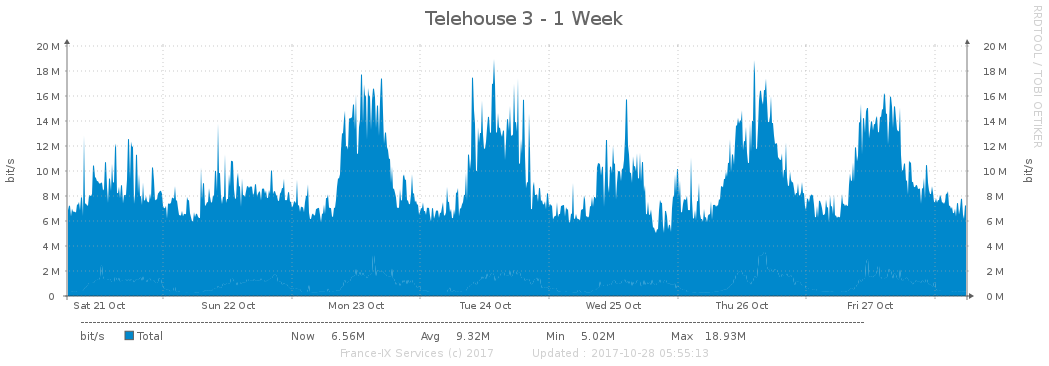 Telehouse 3 - 1 Week
RRDTOOL / TOBI OETIKER
bit/s
20 M 20 M
18 M 18 M
16 M 16 M
14 M 14 M
12 M 12 M
10 M 10 M
8 M 8 M
6 M 6 M
4 M 4 M
2 M 2 M
0 0 M
bit/s
Sat 21 Oct Sun 22 Oct Mon 23 Oct Tue 24 Oct Wed 25 Oct Thu 26 Oct Fri 27 Oct
bit/s Total Now 6.56M Avg 9.32M Min 5.02M Max 18.93M
France-IX Services (c) 2017 Updated : 2017-10-28 05:55:13